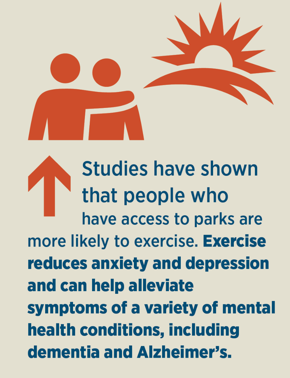 Studies have shown
that people who
have access to parks are
more likely to exercise. Exercise
reduces anxiety and depression
and can help alleviate
symptoms of a variety of mental
health conditions, including
dementia and Alzheimer's.